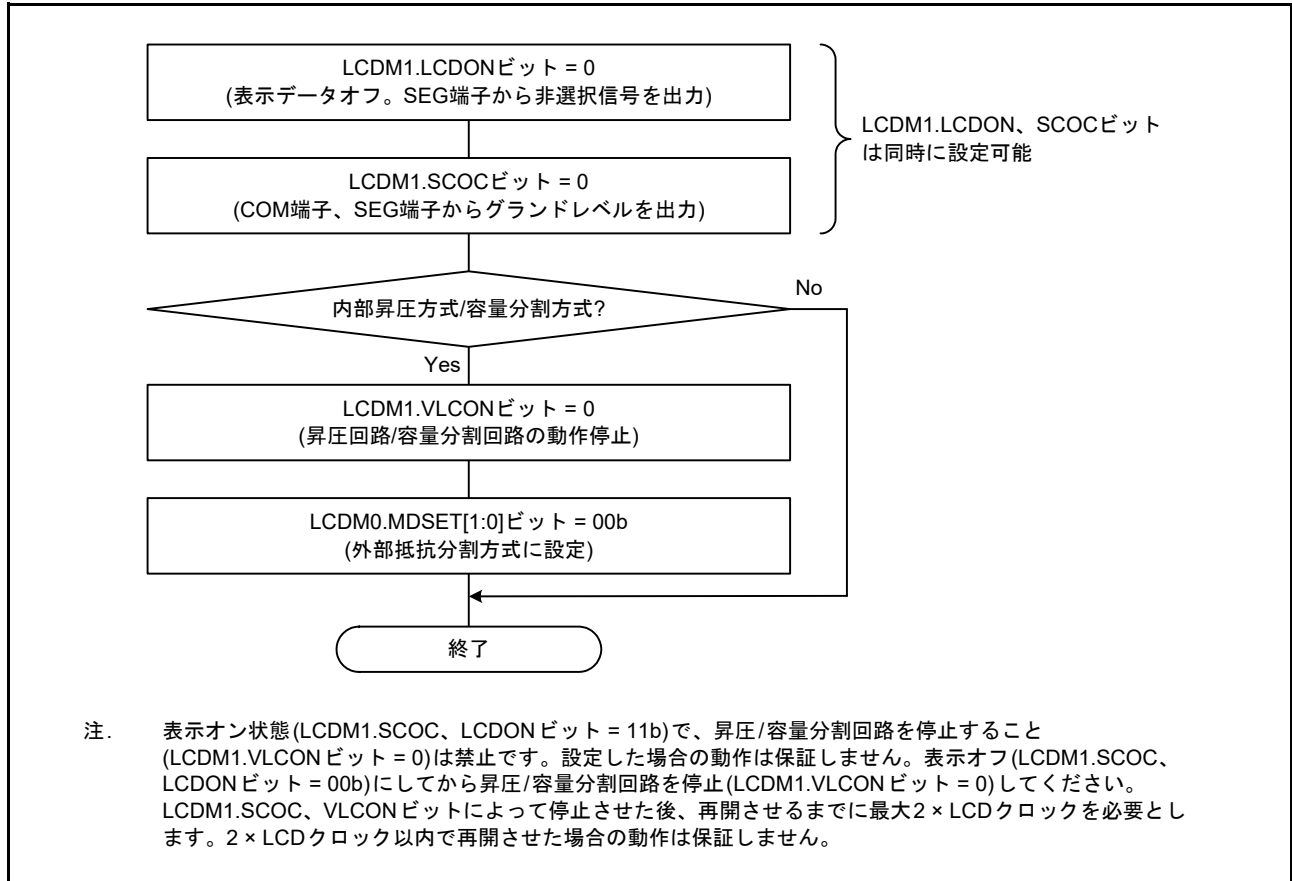 LCDM1.LCDONビット = 0
(表示データオフ。SEG端子から非選択信号を出力)
LCDM1.SCOCビット = 0
(COM端子、SEG端子からグランドレベルを出力)
LCDM1.LCDON、SCOCビット
は同時に設定可能
内部昇圧方式/容量分割方式?
No
Yes
LCDM1.VLCONビット = 0
(昇圧回路/容量分割回路の動作停止)
LCDM0.MDSET[1:0]ビット = 00b
(外部抵抗分割方式に設定)
終了
注. 表示オン状態(LCDM1.SCOC、LCDONビット = 11b)で、昇圧/容量分割回路を停止すること
(LCDM1.VLCONビット = 0)は禁止です。設定した場合の動作は保証しません。表示オフ(LCDM1.SCOC、
LCDONビット = 00b)にしてから昇圧/容量分割回路を停止(LCDM1.VLCONビット = 0)してください。
LCDM1.SCOC、VLCONビットによって停止させた後、再開させるまでに最大2 × LCDクロックを必要とし
ます。2 × LCDクロック以内で再開させた場合の動作は保証しません。